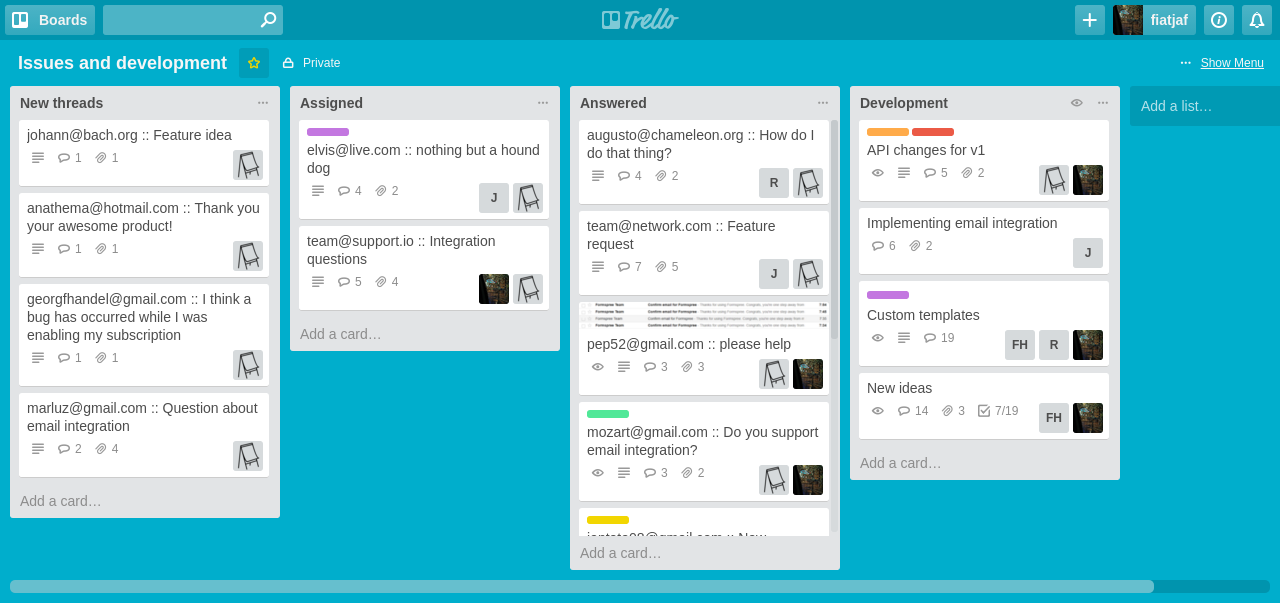 Boards
Trello
fiatjaf
Issues and development
Private
Show Menu
New threads
johann@bach.org :: Feature idea
1 1
anathema@hotmail.com :: Thank you
your awesome product!
1 1
georgfhandel@gmail.com :: I think a
bug has occurred while I was
enabling my subscription
1 1
marluz@gmail.com :: Question about
email integration
2 4
Add a card…
Assigned
elvis@live.com :: nothing but a hound
dog
4 2
J
team@support.io :: Integration
questions
5 4
Add a card…
Answered
augusto@chameleon.org :: How do I
do that thing?
4 2
R
team@network.com :: Feature
request
7 5
J
pep52@gmail.com :: please help
3 3
mozart@gmail.com :: Do you support
email integration?
3 2
Add a card…
Development
API changes for v1
5 2
Implementing email integration
6 2
J
Custom templates
19
FH R
New ideas
14 3 7/19
FH
Add a card…
Add a list…